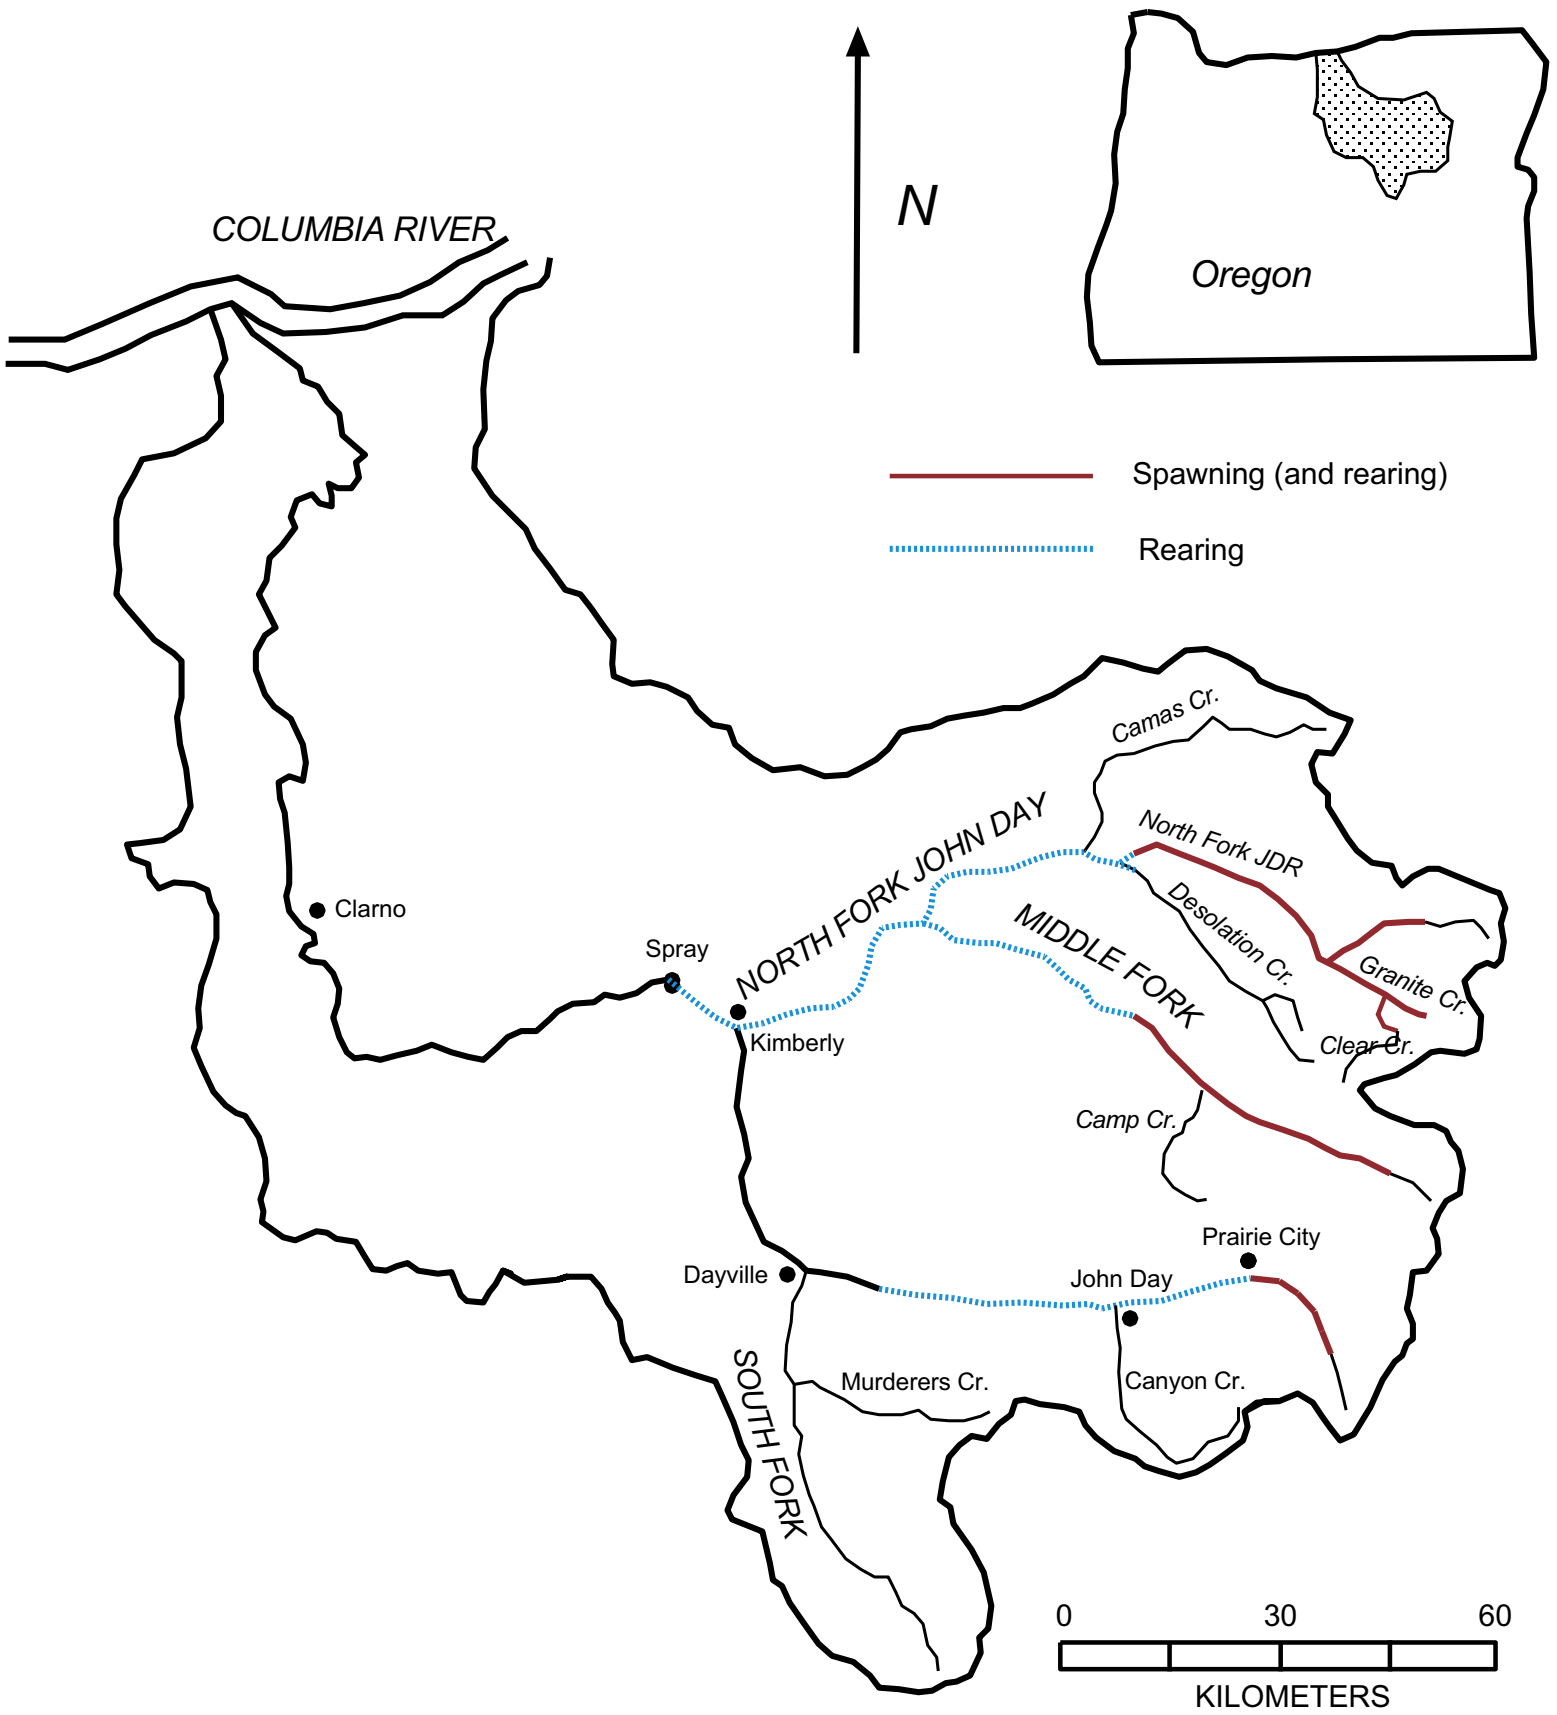 COLUMBIA RIVER
N
Oregon
Spawning (and rearing)
Rearing
Camas Cr.
NORTH FORK JOHN DAY
North Fork JDR
Desolation Cr.
MIDDLE FORK
Granite Cr.
Clear Cr.
Clarno
Spray
Kimberly
Camp Cr.
Prairie City
Dayville
John Day
SOUTH FORK
Murderers Cr.
Canyon Cr.
0 30 60
KILOMETERS